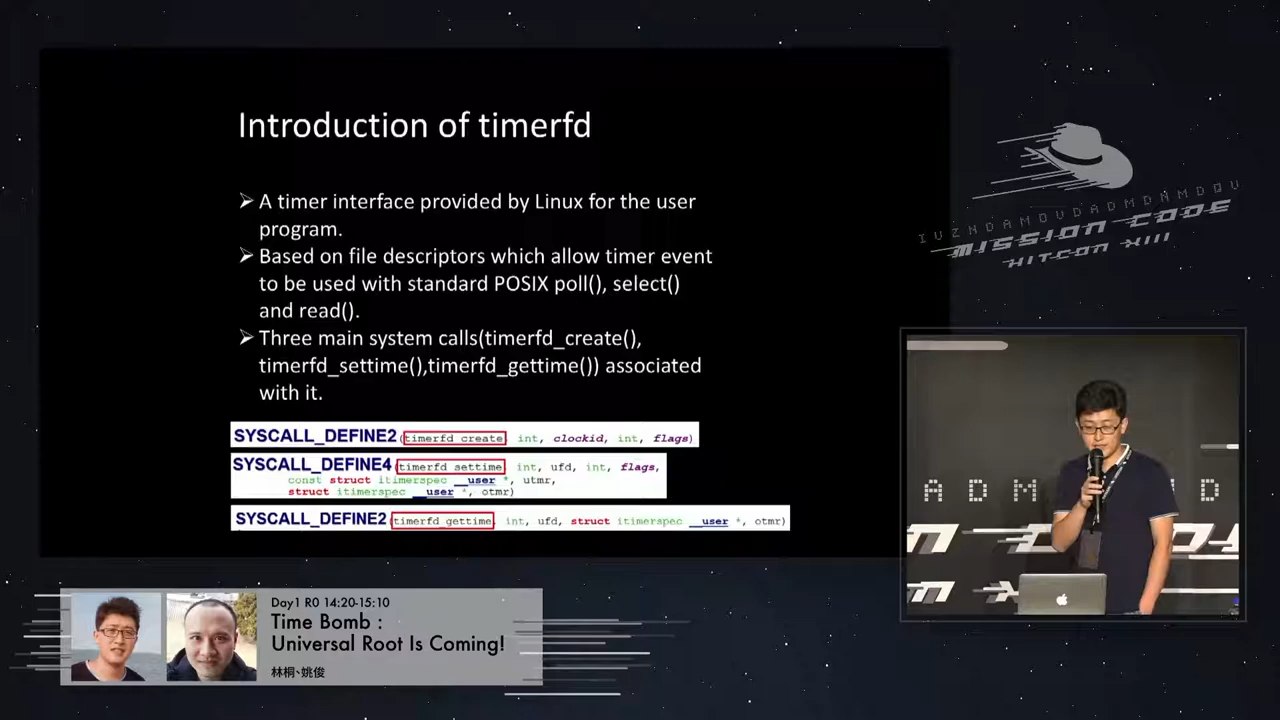 Introduction of timerfd
➢ A timer interface provided by Linux for the user
program.
➢ Based on file descriptors which allow timer event
to be used with standard POSIX poll(), select()
and read().
➢ Three main system calls(timerfd_create(),
timerfd_settime(),timerfd_gettime()) associated
with it.
SYSCALL_DEFINE2(timerfd_create, int, clockid, int, flags)
SYSCALL_DEFINE4(timerfd_settime, int, ufd, int, flags,
const struct itimerspec __user *, utmr,
struct itimerspec __user *, otmr)
SYSCALL_DEFINE2(timerfd_gettime, int, ufd, struct itimerspec __user *, otmr)
MISSION CODE
HITCON XIII
ADM
D
Day1 R0 14:20-15:10
Time Bomb :
Universal Root Is Coming!
林桐、姚俊